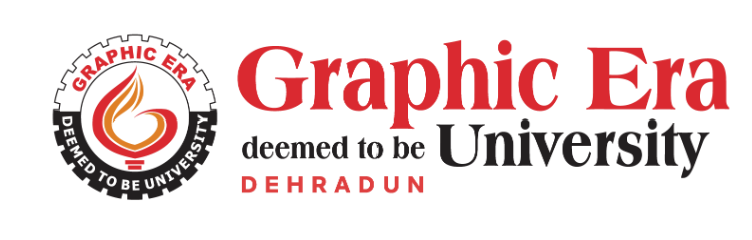 GRAPHIC ERA
DEEMED TO BE UNIVERSITY
Graphic Era
deemed to be University
DEHRADUN